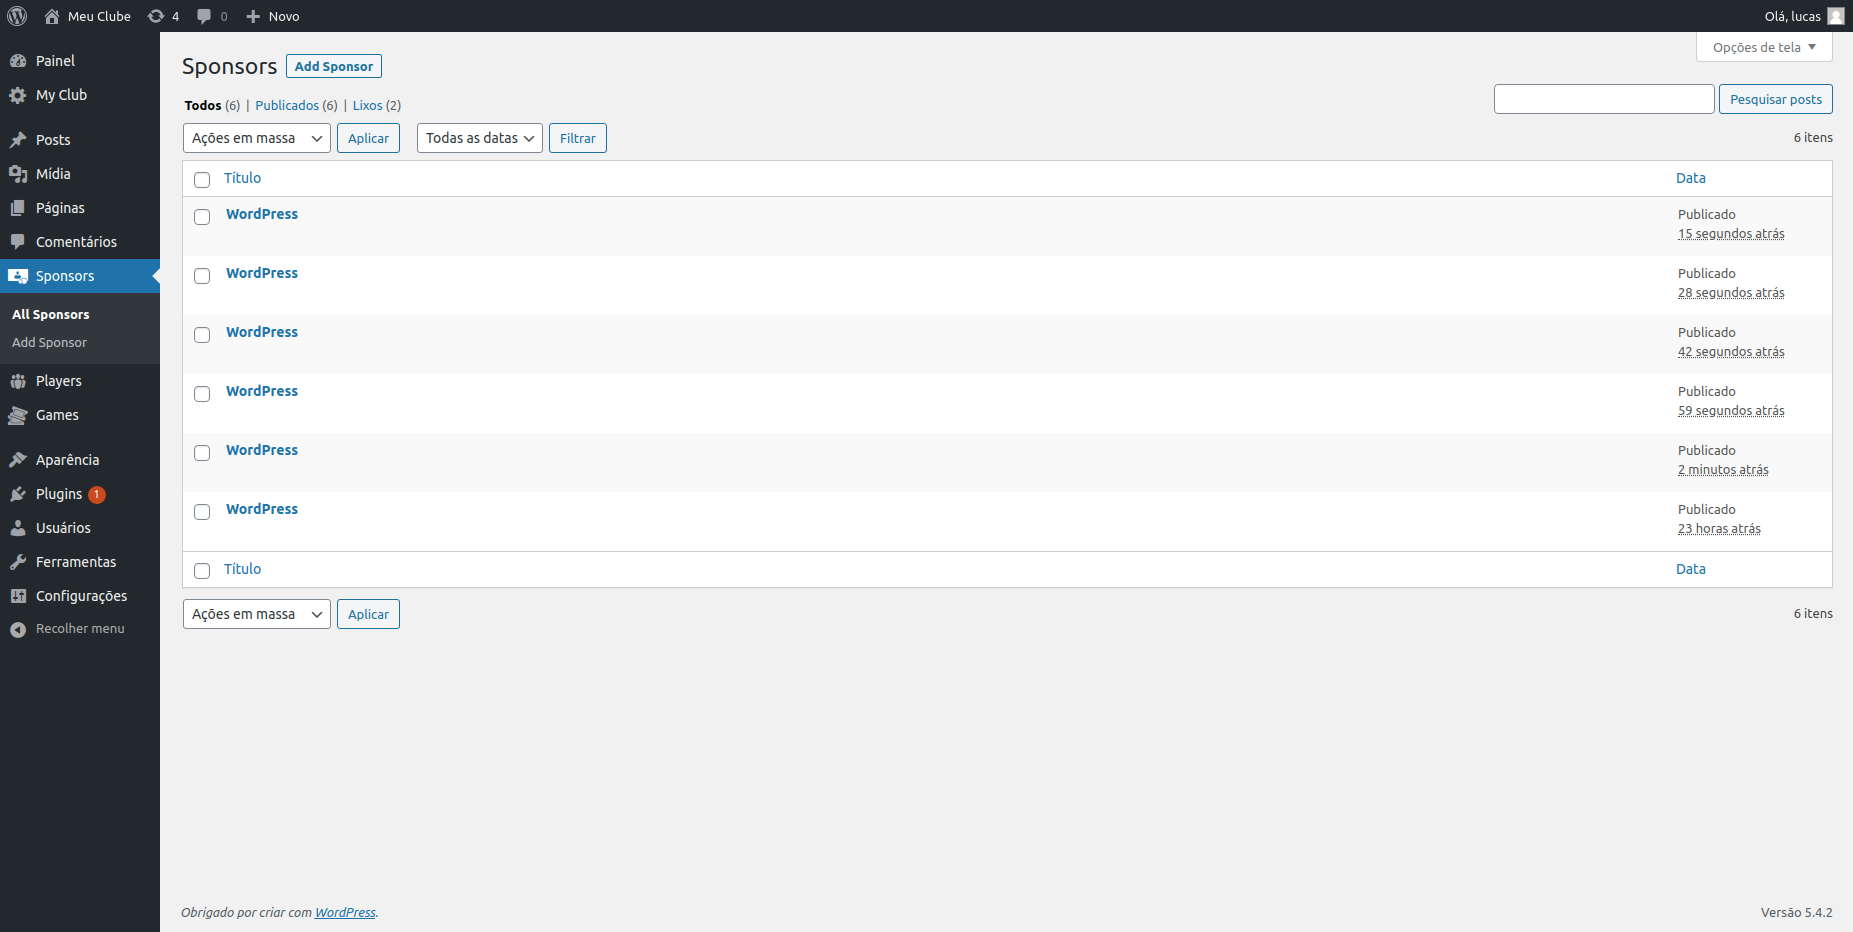 Meu Clube 4 0 Novo Olá, lucas
Painel
My Club
Posts
Mídia
Páginas
Comentários
Sponsors
All Sponsors
Add Sponsor
Players
Games
Aparência
Plugins 1
Usuários
Ferramentas
Configurações
Recolher menu
Opções de tela
Sponsors Add Sponsor
Todos (6) | Publicados (6) | Lixos (2)
Pesquisar posts
Ações em massa Aplicar Todas as datas Filtrar 6 itens
Título Data
WordPress Publicado
15 segundos atrás
WordPress Publicado
28 segundos atrás
WordPress Publicado
42 segundos atrás
WordPress Publicado
59 segundos atrás
WordPress Publicado
2 minutos atrás
WordPress Publicado
23 horas atrás
Título Data
Ações em massa Aplicar 6 itens
Obrigado por criar com WordPress. Versão 5.4.2